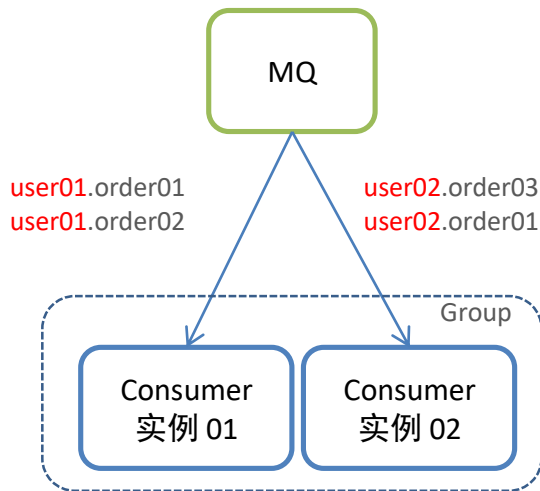 MQ
user01.order01
user01.order02
user02.order03
user02.order01
Group
Consumer
实例 01
Consumer
实例 02